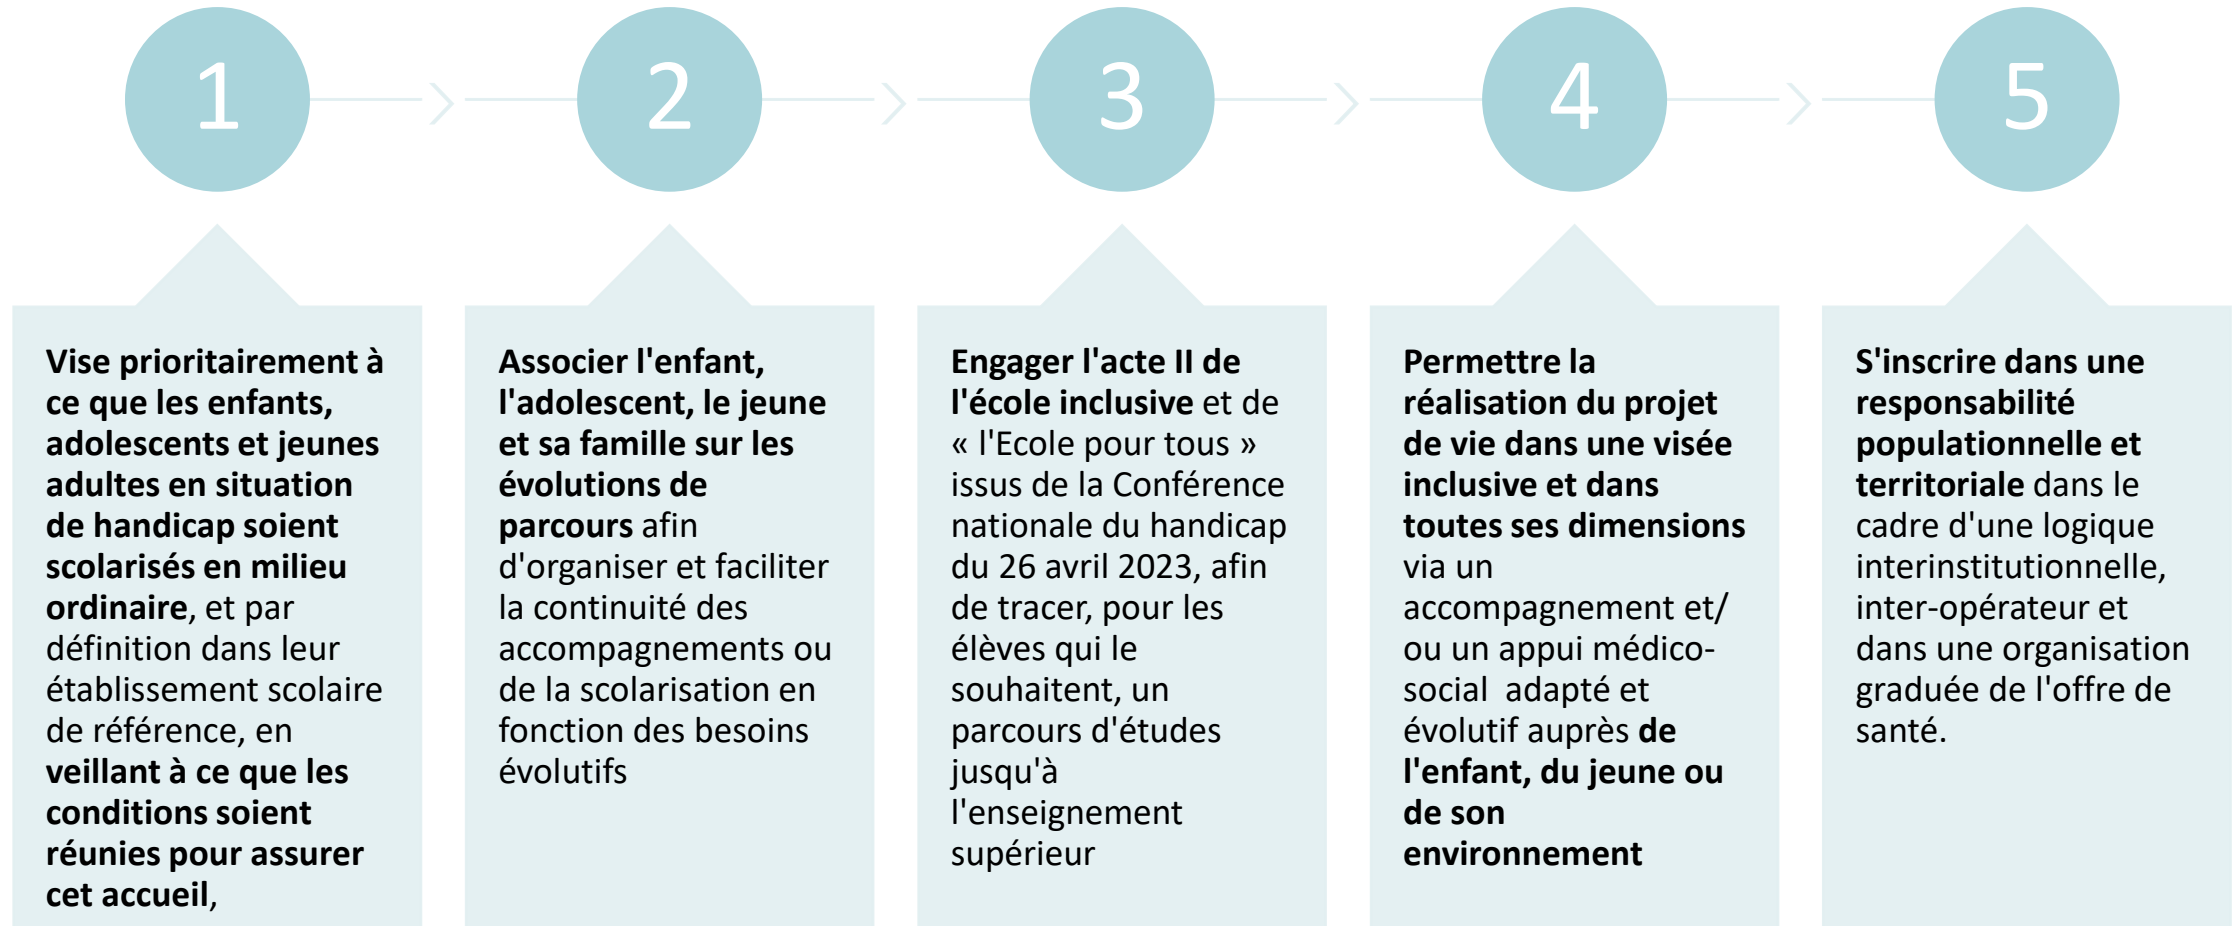 1
Vise prioritairement à
ce que les enfants,
adolescents et jeunes
adultes en situation
de handicap soient
scolarisés en milieu
ordinaire, et par
définition dans leur
établissement scolaire
de référence, en
veillant à ce que les
conditions soient
réunies pour assurer
cet accueil,
2
Associer l'enfant,
l'adolescent, le jeune
et sa famille sur les
évolutions de
parcours afin
d'organiser et faciliter
la continuité des
accompagnements ou
de la scolarisation en
fonction des besoins
évolutifs
3
Engager l'acte II de
l'école inclusive et de
« l'Ecole pour tous »
issus de la Conférence
nationale du handicap
du 26 avril 2023, afin
de tracer, pour les
élèves qui le
souhaitent, un
parcours d'études
jusqu'à
l'enseignement
supérieur
4
Permettre la
réalisation du projet
de vie dans une visée
inclusive et dans
toutes ses dimensions
via un
accompagnement et/
ou un appui médico-
social  adapté et
évolutif auprès de
l'enfant, du jeune ou
de son
environnement
5
S'inscrire dans une
responsabilité
populationnelle et
territoriale dans le
cadre d'une logique
interinstitutionnelle,
inter-opérateur et
dans une organisation
graduée de l'offre de
santé.